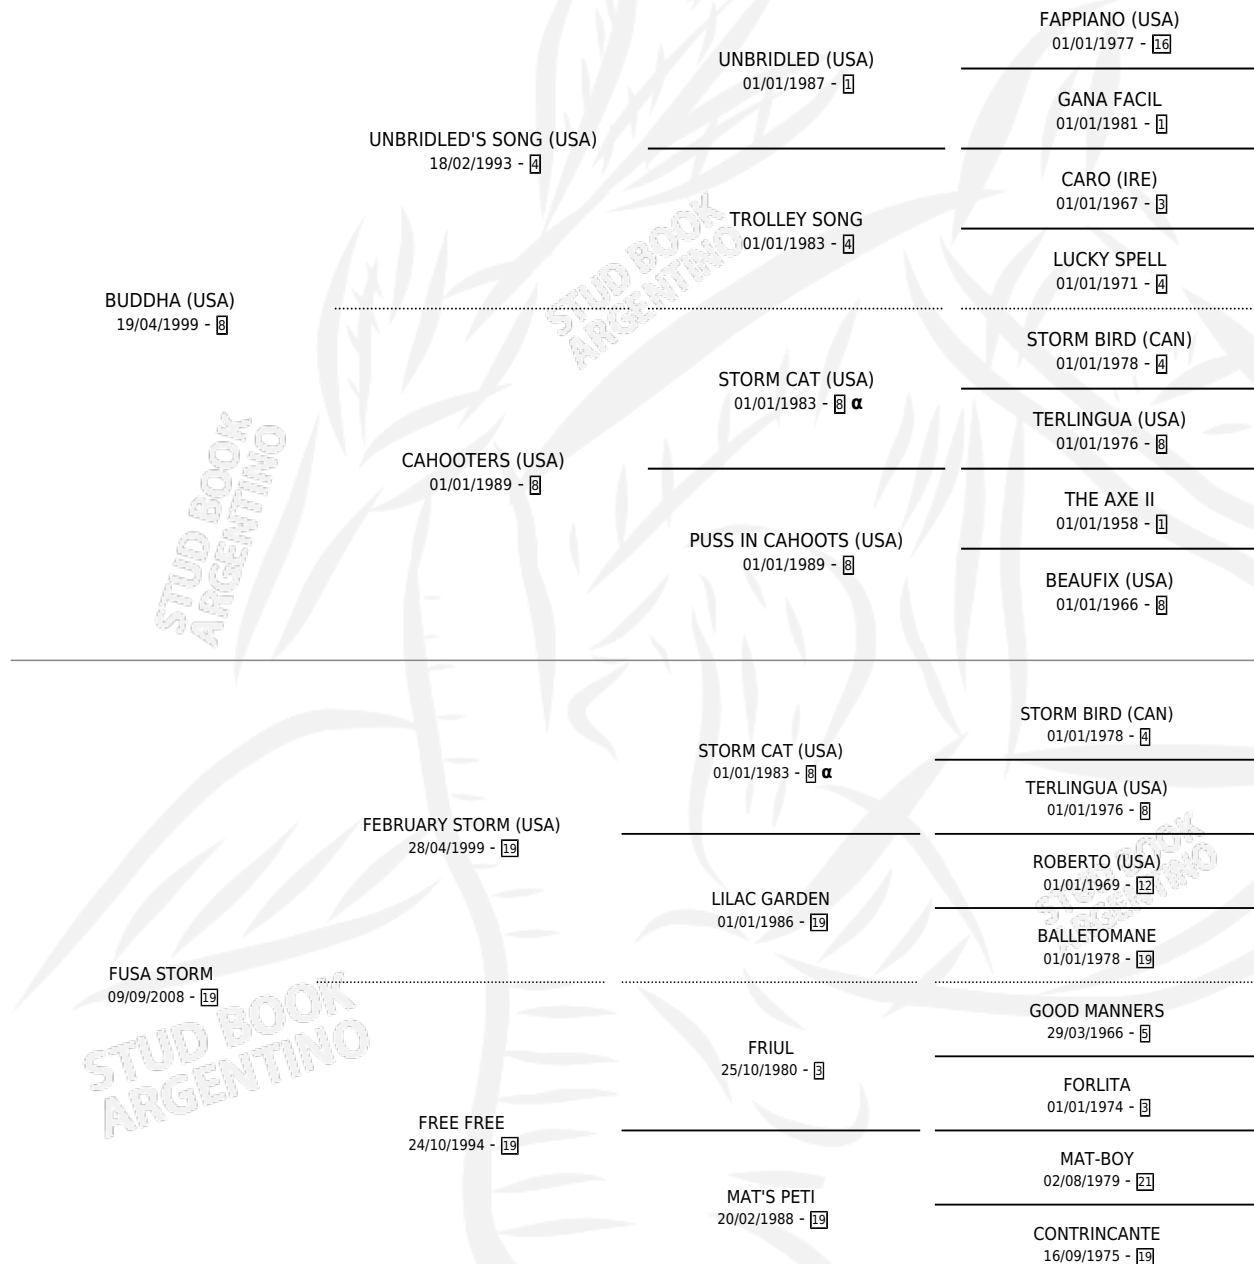 FAPPIANO (USA)
01/01/1977 - 16
UNBRIDLED (USA)
01/01/1987 - 1
GANA FACIL
01/01/1981 - 1
UNBRIDLED'S SONG (USA)
18/02/1993 - 4
CARO (IRE)
01/01/1967 - 3
TROLLEY SONG
01/01/1983 - 4
LUCKY SPELL
01/01/1971 - 4
BUDDHA (USA)
19/04/1999 - 8
STORM BIRD (CAN)
01/01/1978 - 4
STORM CAT (USA)
01/01/1983 - 8 α
TERLINGUA (USA)
01/01/1976 - 8
CAHOOTERS (USA)
01/01/1989 - 8
THE AXE II
01/01/1958 - 1
PUSS IN CAHOOTS (USA)
01/01/1989 - 8
BEAUFIX (USA)
01/01/1966 - 8
STORM BIRD (CAN)
01/01/1978 - 4
STORM CAT (USA)
01/01/1983 - 8 α
TERLINGUA (USA)
01/01/1976 - 8
FEBRUARY STORM (USA)
28/04/1999 - 19
ROBERTO (USA)
01/01/1969 - 12
LILAC GARDEN
01/01/1986 - 19
BALLETOMANE
01/01/1978 - 19
FUSA STORM
09/09/2008 - 19
GOOD MANNERS
29/03/1966 - 5
FRIUL
25/10/1980 - 3
FORLITA
01/01/1974 - 3
FREE FREE
24/10/1994 - 19
MAT-BOY
02/08/1979 - 21
MAT'S PETI
20/02/1988 - 19
CONTRINCANTE
16/09/1975 - 19
STUD BOOK
ARGENTINO
STUD BOOK
ARGENTINO
STUD BOOK
ARGENTINO
STUD BOOK
ARGENTINO